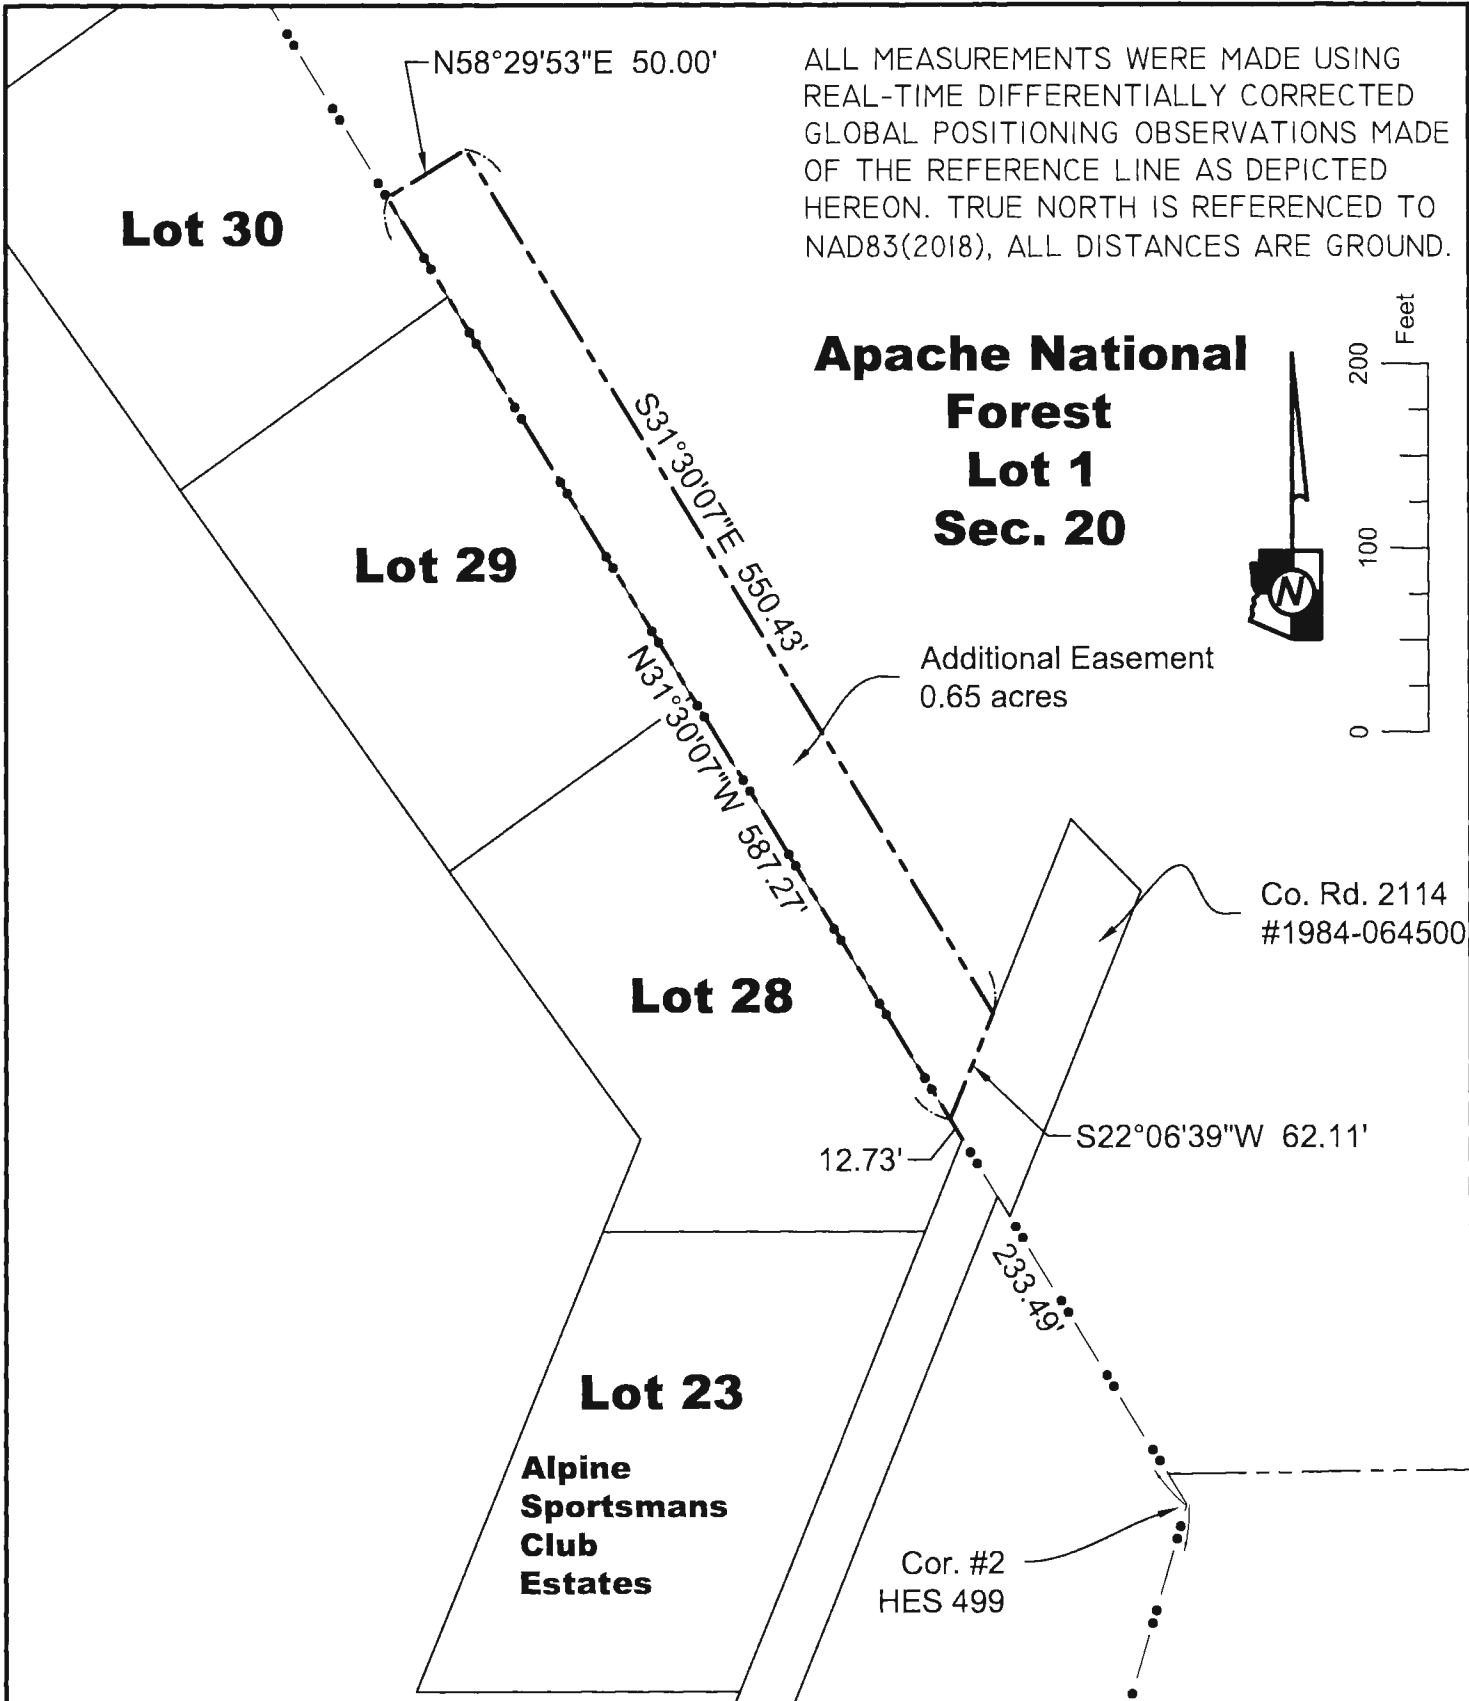 N58°29'53"E 50.00'
ALL MEASUREMENTS WERE MADE USING
REAL-TIME DIFFERENTIALLY CORRECTED
GLOBAL POSITIONING OBSERVATIONS MADE
OF THE REFERENCE LINE AS DEPICTED
HEREON. TRUE NORTH IS REFERENCED TO
NAD83(2018), ALL DISTANCES ARE GROUND.
Lot 30
Apache National
Forest
Lot 1
Sec. 20
Feet
200
100
0
N
S31°30'07"E 550.43'
Lot 29
Additional Easement
0.65 acres
N31°30'07"W 587.27'
Co. Rd. 2114
#1984-064500
Lot 28
S22°06'39"W 62.11'
12.73'
233.49'
Lot 23
Alpine
Sportsmans
Club
Estates
Cor. #2
HES 499